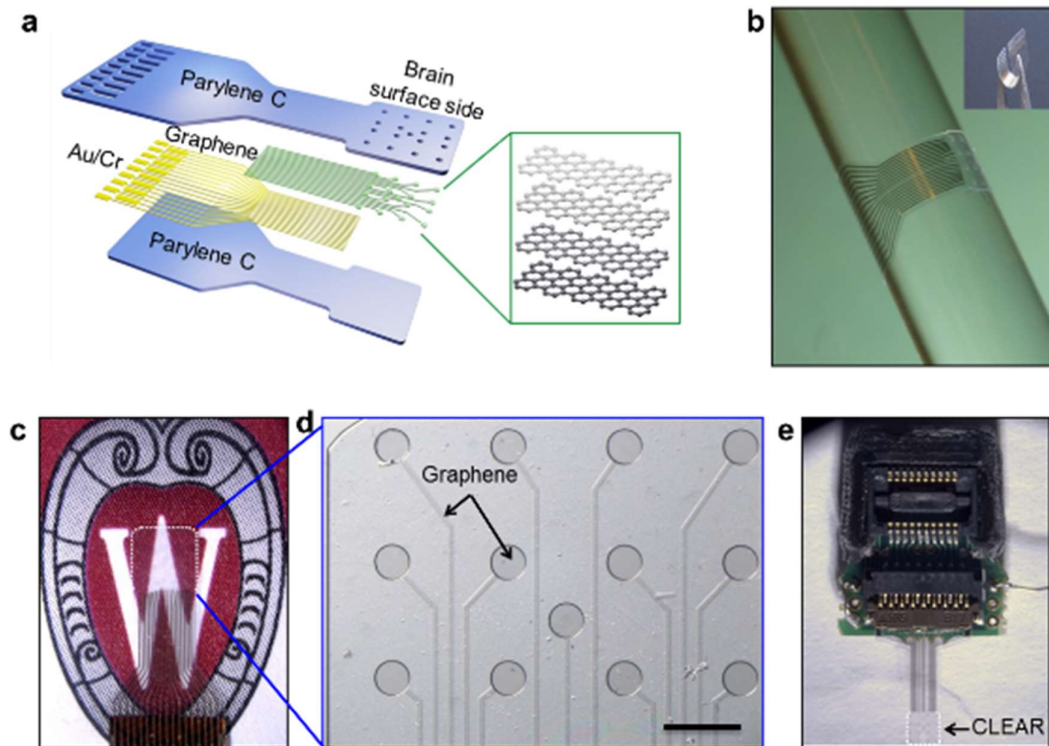 a
Parylene C
Brain
surface side
Graphene
Au/Cr
Parylene C
b
c
W
d
Graphene
e
CLEAR